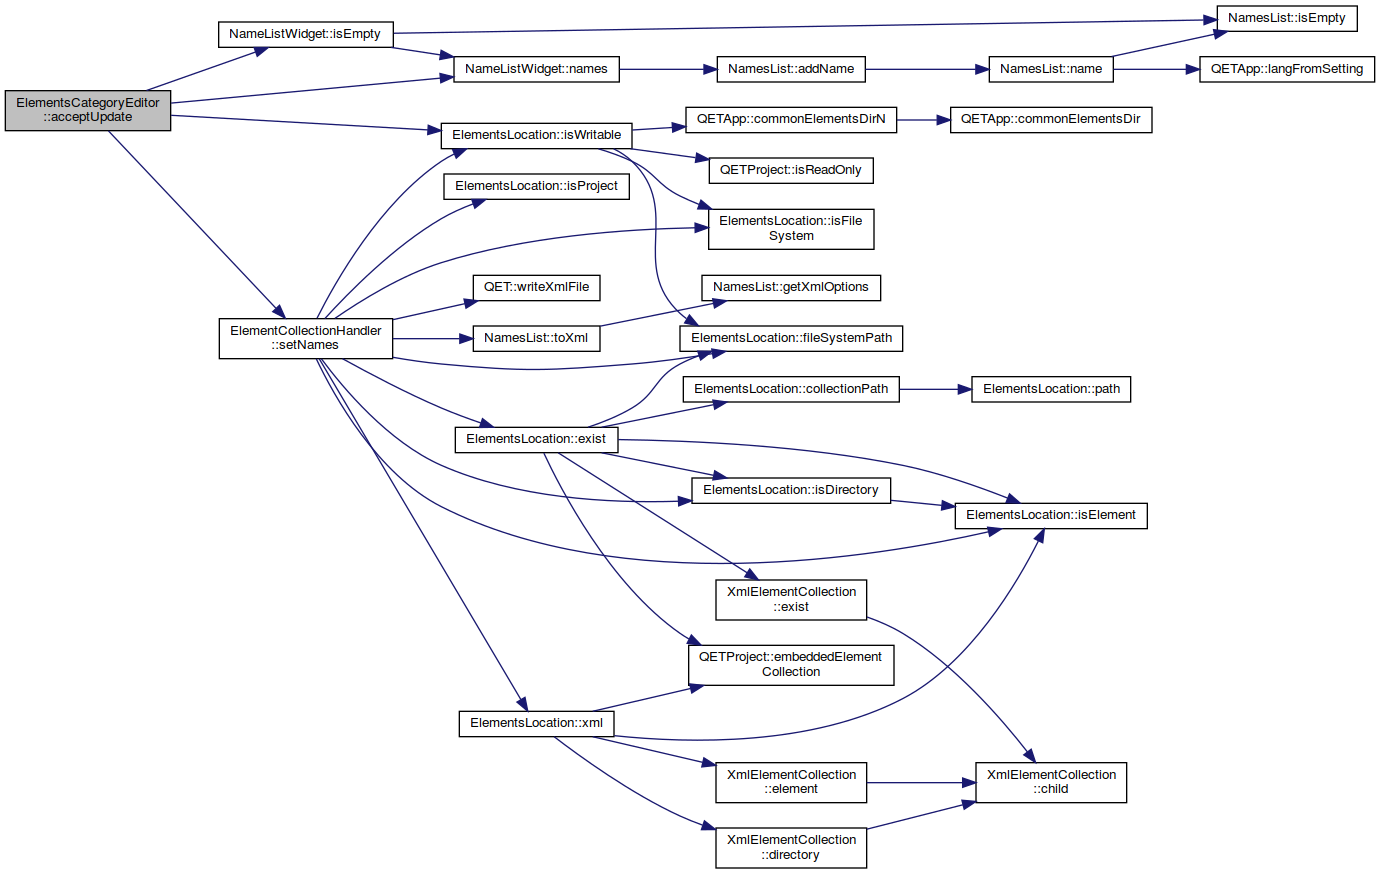 NamesList::isEmpty
NameListWidget::isEmpty
NameListWidget::names
NamesList::addName
NamesList::name
QETApp::langFromSetting
ElementsCategoryEditor
::acceptUpdate
ElementsLocation::isWritable
QETApp::commonElementsDirN
QETApp::commonElementsDir
QETProject::isReadOnly
ElementsLocation::isProject
ElementsLocation::isFile
System
QET::writeXmlFile
NamesList::getXmlOptions
ElementCollectionHandler
::setNames
NamesList::toXml
ElementsLocation::fileSystemPath
ElementsLocation::collectionPath
ElementsLocation::path
ElementsLocation::exist
ElementsLocation::isDirectory
ElementsLocation::isElement
XmlElementCollection
::exist
QETProject::embeddedElement
Collection
ElementsLocation::xml
XmlElementCollection
::element
XmlElementCollection
::child
XmlElementCollection
::directory